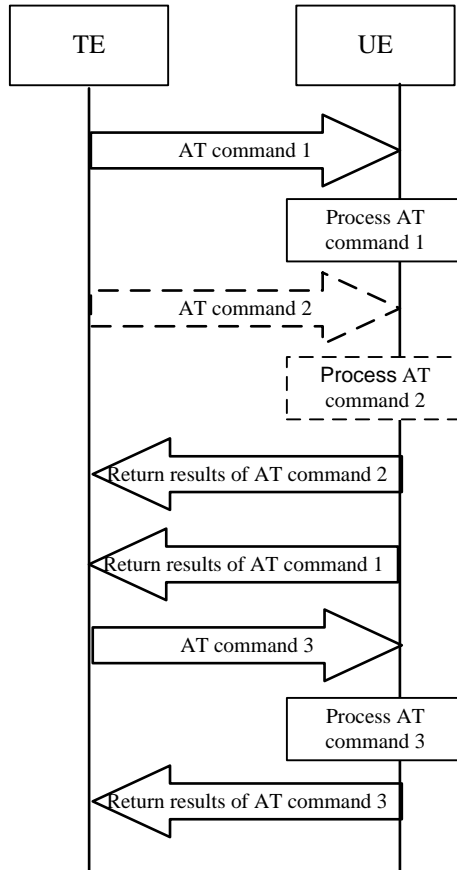 TE
UE
AT command 1
Process AT
command 1
AT command 2
Process AT
command 2
Return results of AT command 2
Return results of AT command 1
AT command 3
Process AT
command 3
Return results of AT command 3